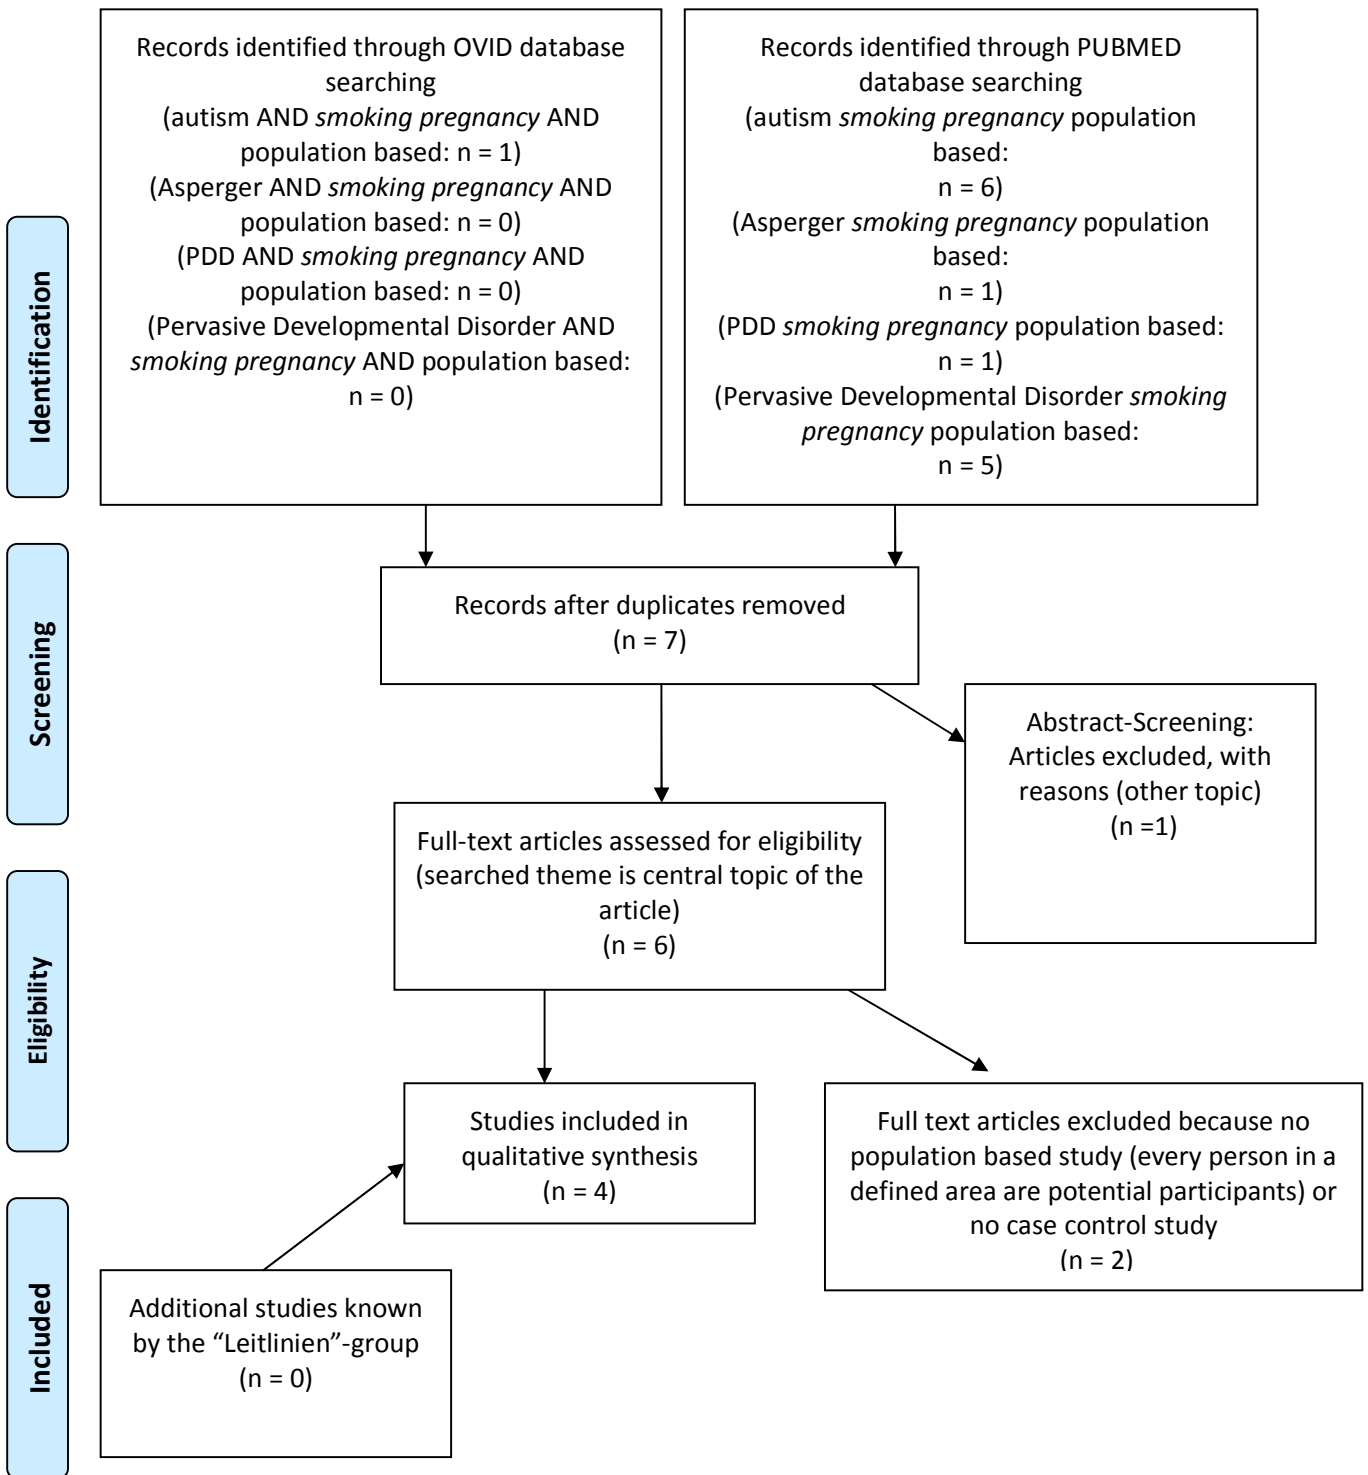 Records identified through OVID database
searching
(autism AND smoking pregnancy AND
population based: n = 1)
(Asperger AND smoking pregnancy AND
population based: n = 0)
(PDD AND smoking pregnancy AND
population based: n = 0)
(Pervasive Developmental Disorder AND
smoking pregnancy AND population based:
n = 0)
Records identified through PUBMED
database searching
(autism smoking pregnancy population
based:
n = 6)
(Asperger smoking pregnancy population
based:
n = 1)
(PDD smoking pregnancy population based:
n = 1)
(Pervasive Developmental Disorder smoking
pregnancy population based:
n = 5)
Identification
Records after duplicates removed
(n = 7)
Screening
Abstract-Screening:
Articles excluded, with
reasons (other topic)
(n =1)
Full-text articles assessed for eligibility
(searched theme is central topic of the
article)
(n = 6)
Eligibility
Studies included in
qualitative synthesis
(n = 4)
Full text articles excluded because no
population based study (every person in a
defined area are potential participants) or
no case control study
(n = 2)
Included
Additional studies known
by the “Leitlinien”-group
(n = 0)